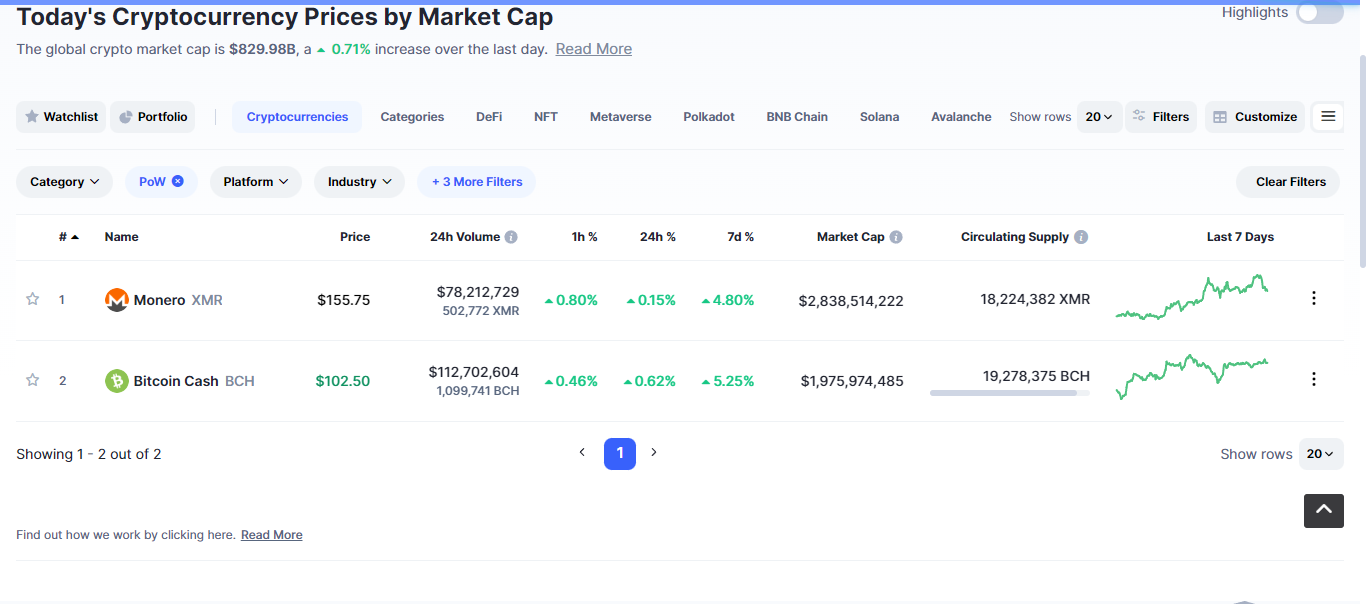 Today's Cryptocurrency Prices by Market Cap
Highlights
The global crypto market cap is $829.98B, a 0.71% increase over the last day. Read More
Watchlist Portfolio Cryptocurrencies Categories DeFi NFT Metaverse Polkadot BNB Chain Solana Avalanche Show rows 20 Filters Customize
Category PoW Platform Industry + 3 More Filters Clear Filters
# Name Price 24h Volume 1h % 24h % 7d % Market Cap Circulating Supply Last 7 Days
1 Monero XMR $155.75 $78,212,729 0.80% 0.15% 4.80% $2,838,514,222 18,224,382 XMR
502,772 XMR
2 Bitcoin Cash BCH $102.50 $112,702,604 0.46% 0.62% 5.25% $1,975,974,485 19,278,375 BCH
1,099,741 BCH
Showing 1 - 2 out of 2 1 Show rows 20
Find out how we work by clicking here. Read More